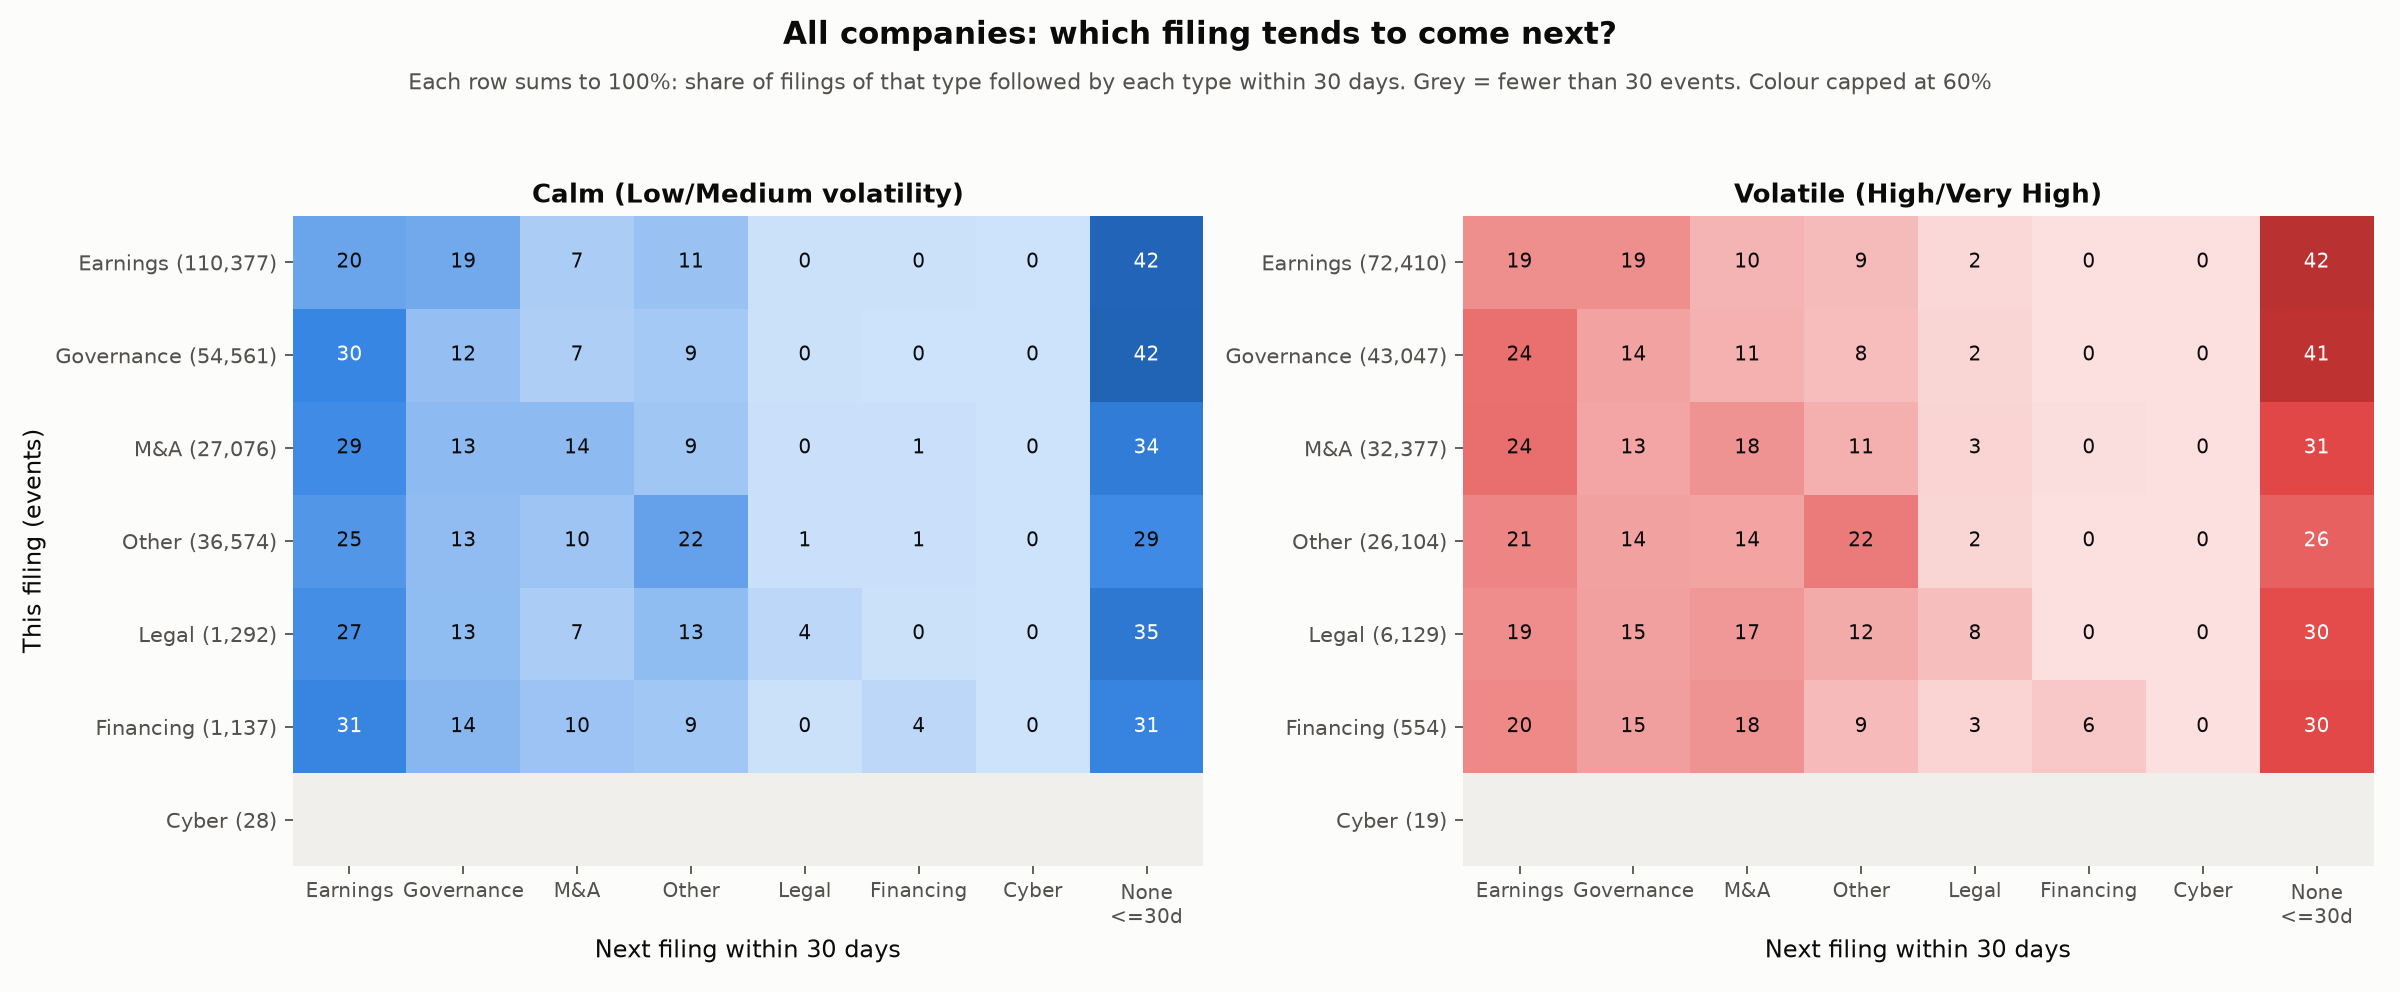 All companies: which filing tends to come next?
Each row sums to 100%: share of filings of that type followed by each type within 30 days. Grey = fewer than 30 events. Colour capped at 60%
Calm (Low/Medium volatility)
This filing (events)
Earnings (110,377) 20 19 7 11 0 0 0 42
Governance (54,561) 30 12 7 9 0 0 0 42
M&A (27,076) 29 13 14 9 0 1 0 34
Other (36,574) 25 13 10 22 1 1 0 29
Legal (1,292) 27 13 7 13 4 0 0 35
Financing (1,137) 31 14 10 9 0 4 0 31
Cyber (28)
Earnings Governance M&A Other Legal Financing Cyber None
<=30d
Next filing within 30 days
Volatile (High/Very High)
Earnings (72,410) 19 19 10 9 2 0 0 42
Governance (43,047) 24 14 11 8 2 0 0 41
M&A (32,377) 24 13 18 11 3 0 0 31
Other (26,104) 21 14 14 22 2 0 0 26
Legal (6,129) 19 15 17 12 8 0 0 30
Financing (554) 20 15 18 9 3 6 0 30
Cyber (19)
Earnings Governance M&A Other Legal Financing Cyber None
<=30d
Next filing within 30 days